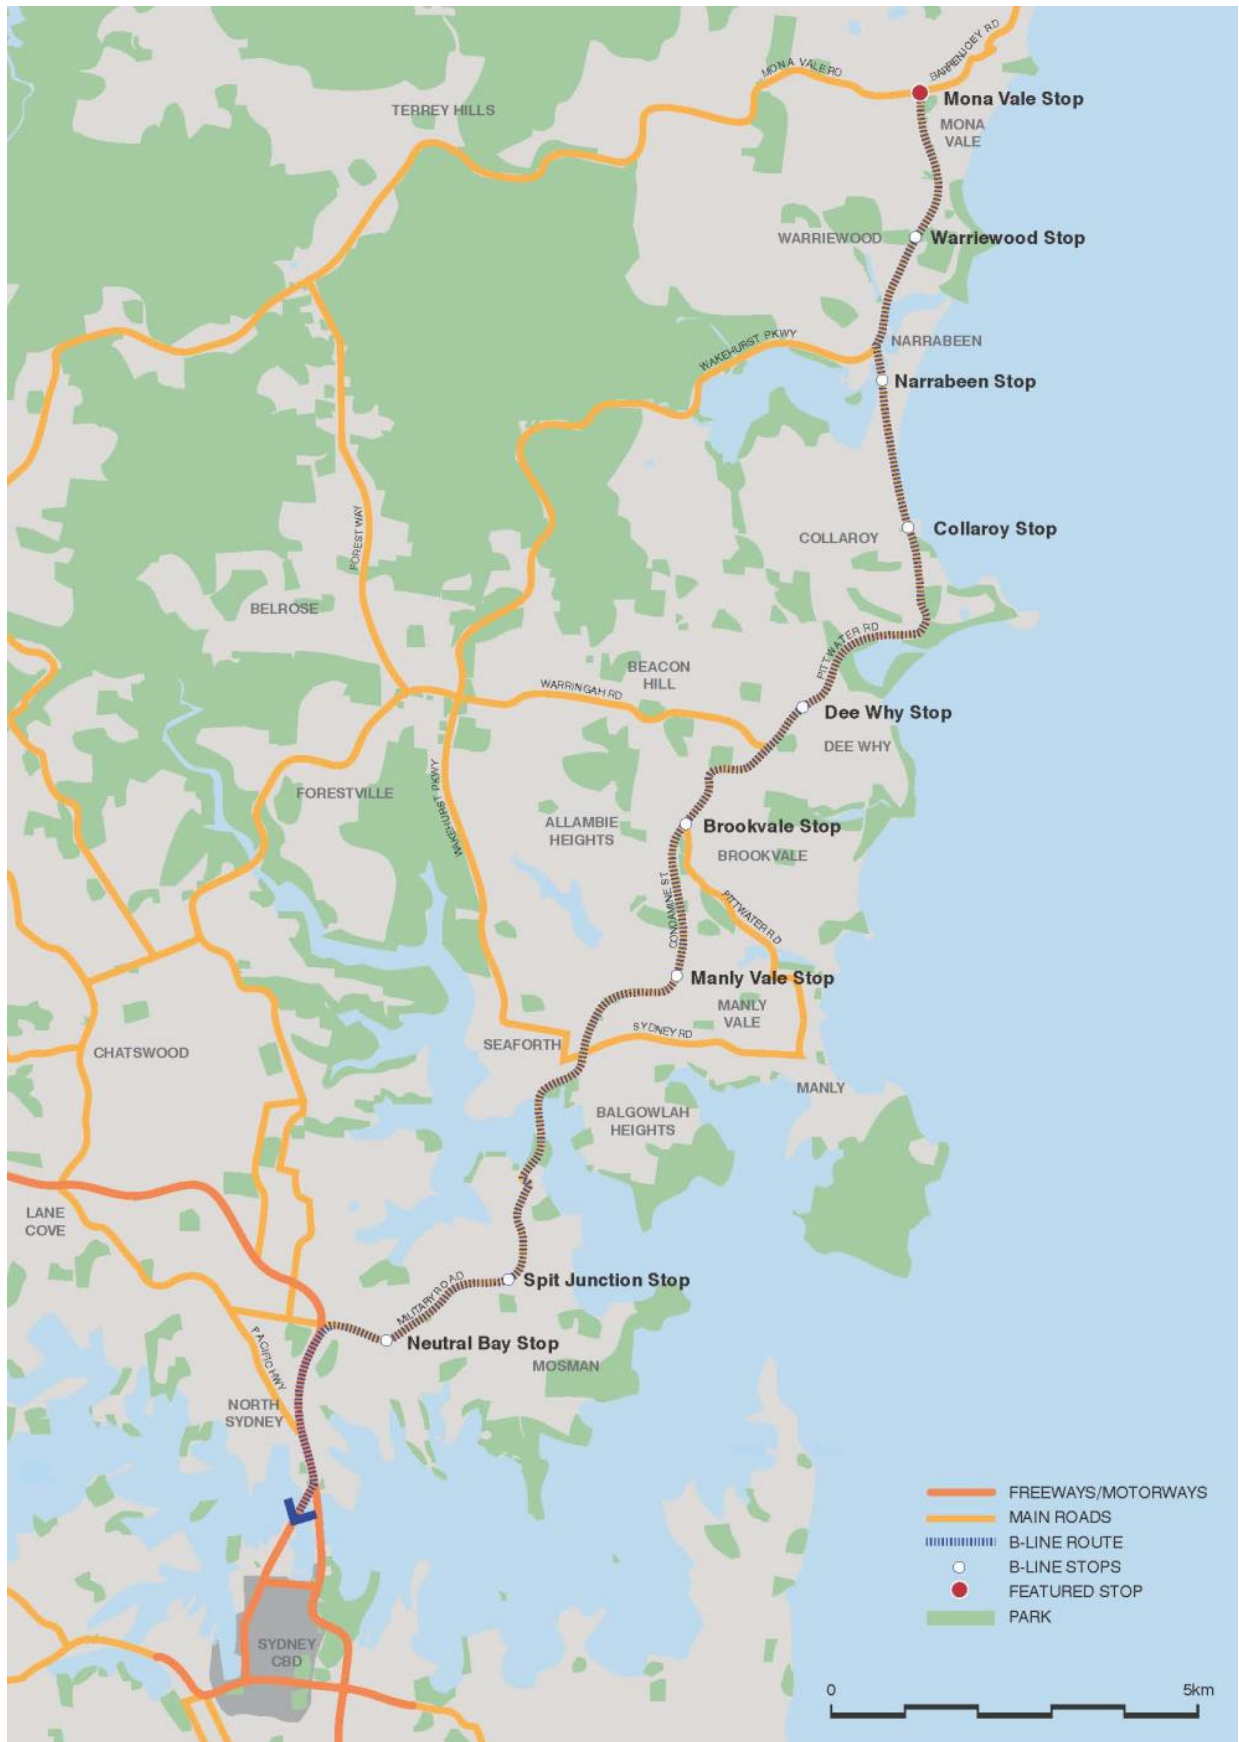 BARRENJOEY RD
MONA VALE RD
Mona Vale Stop
TERREY HILLS
MONA
VALE
WARRIEWOOD
Warriewood Stop
WAKEHURST PKWY
NARRABEEN
Narrabeen Stop
FOREST WAY
COLLAROY
Collaroy Stop
BELROSE
PITTWATER RD
BEACON
HILL
WARRINGAH RD
Dee Why Stop
DEE WHY
WAKEHURST PKWY
FORESTVILLE
ALLAMBIE
HEIGHTS
Brookvale Stop
BROOKVALE
CONDAMINE ST
PITTWATER RD
Manly Vale Stop
MANLY
VALE
SYDNEY RD
SEAFORTH
CHATSWOOD
MANLY
BALGOWLAH
HEIGHTS
LANE
COVE
Spit Junction Stop
MILITARY ROAD
Neutral Bay Stop
PACIFIC HWY
MOSMAN
NORTH
SYDNEY
FREEWAYS/MOTORWAYS
MAIN ROADS
B-LINE ROUTE
B-LINE STOPS
FEATURED STOP
PARK
SYDNEY
CBD
0 5km